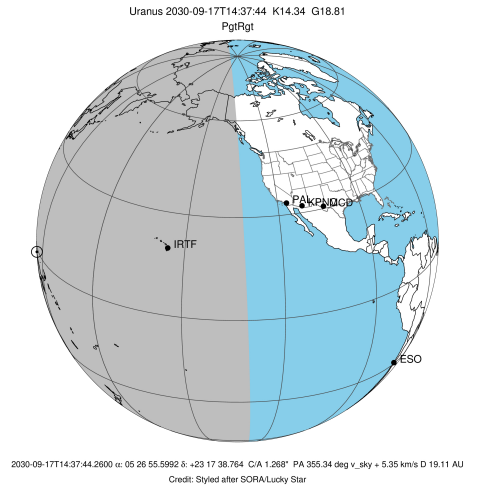 Uranus 2030-09-17T14:37:44  K14.34  G18.81
PgtRgt
PAL
KPNO
MCD
IRTF
ESO
2030-09-17T14:37:44.2600 α: 05 26 55.5992 δ: +23 17 38.764  C/A 1.268"  PA 355.34 deg v_sky + 5.35 km/s D 19.11 AU
Credit: Styled after SORA/Lucky Star